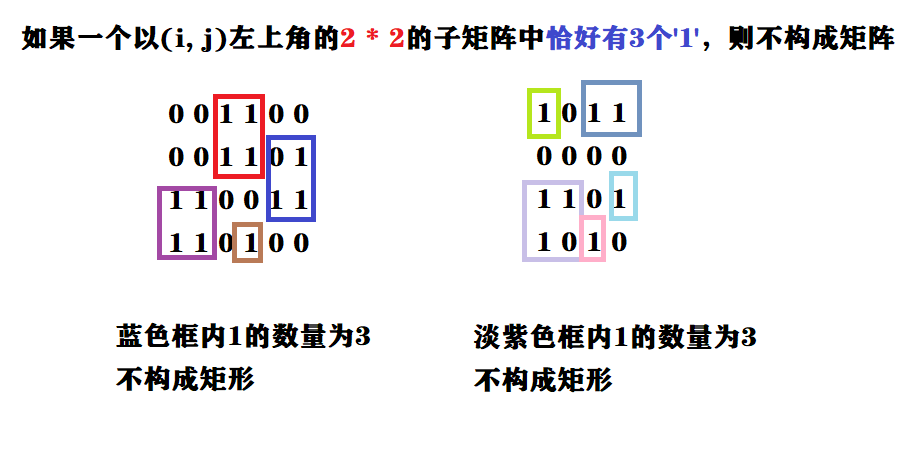 如果一个以(i, j)左上角的2 * 2的子矩阵中恰好有3个'1'，则不构成矩阵
0 0 1 1 0 0
0 0 1 1 0 1
1 1 0 0 1 1
1 1 0 1 0 0
1 0 1 1
0 0 0 0
1 1 0 1
1 0 1 0
蓝色框内1的数量为3
不构成矩形
淡紫色框内1的数量为3
不构成矩形